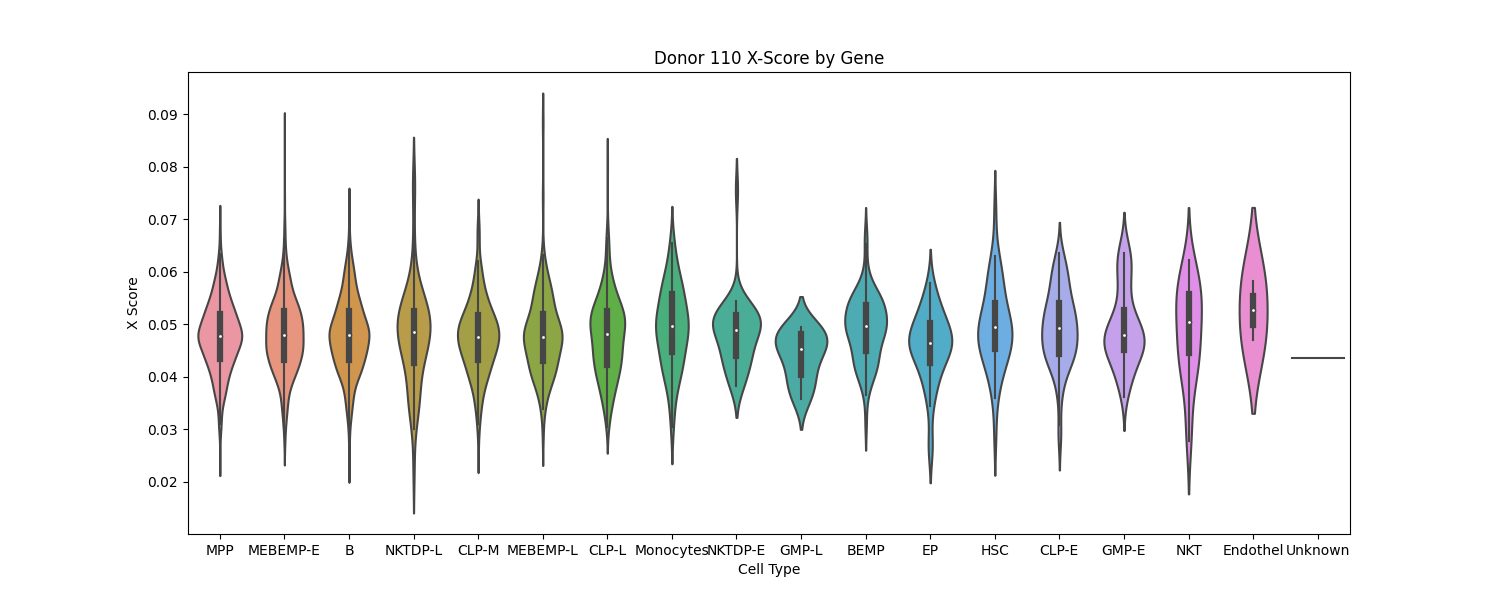 Donor 110 X-Score by Gene
0.09
0.08
0.07
0.06
0.05
0.04
0.03
0.02
X Score
MPP MEBEMP-E B NKTDP-L CLP-M MEBEMP-L CLP-L Monocytes NKTDP-E GMP-L BEMP EP HSC CLP-E GMP-E NKT Endothel Unknown
Cell Type